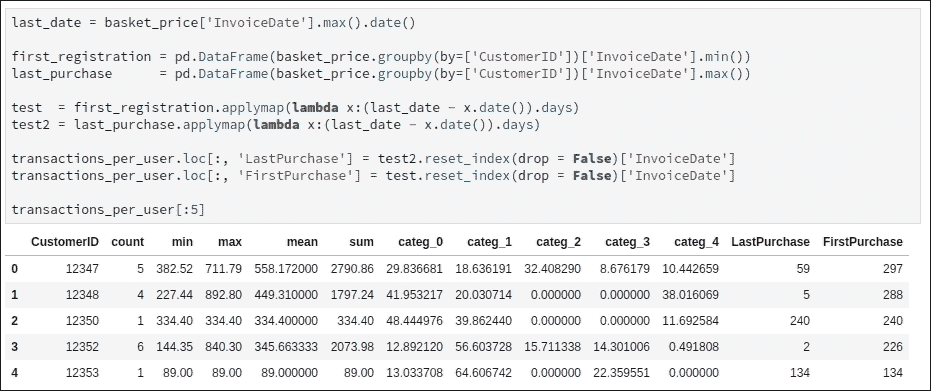 last_date = basket_price['InvoiceDate'].max().date()
first_registration = pd.DataFrame(basket_price.groupby(by=['CustomerID'])['InvoiceDate'].min())
last_purchase      = pd.DataFrame(basket_price.groupby(by=['CustomerID'])['InvoiceDate'].max())
test  = first_registration.applymap(lambda x:(last_date - x.date()).days)
test2 = last_purchase.applymap(lambda x:(last_date - x.date()).days)
transactions_per_user.loc[:, 'LastPurchase'] = test2.reset_index(drop = False)['InvoiceDate']
transactions_per_user.loc[:, 'FirstPurchase'] = test.reset_index(drop = False)['InvoiceDate']
transactions_per_user[:5]
CustomerID count min max mean sum categ_0 categ_1 categ_2 categ_3 categ_4 LastPurchase FirstPurchase
0 12347 5 382.52 711.79 558.172000 2790.86 29.836681 18.636191 32.408290 8.676179 10.442659 59 297
1 12348 4 227.44 892.80 449.310000 1797.24 41.953217 20.030714 0.000000 0.000000 38.016069 5 288
2 12350 1 334.40 334.40 334.400000 334.40 48.444976 39.862440 0.000000 0.000000 11.692584 240 240
3 12352 6 144.35 840.30 345.663333 2073.98 12.892120 56.603728 15.711338 14.301006 0.491808 2 226
4 12353 1 89.00 89.00 89.000000 89.00 13.033708 64.606742 0.000000 22.359551 0.000000 134 134